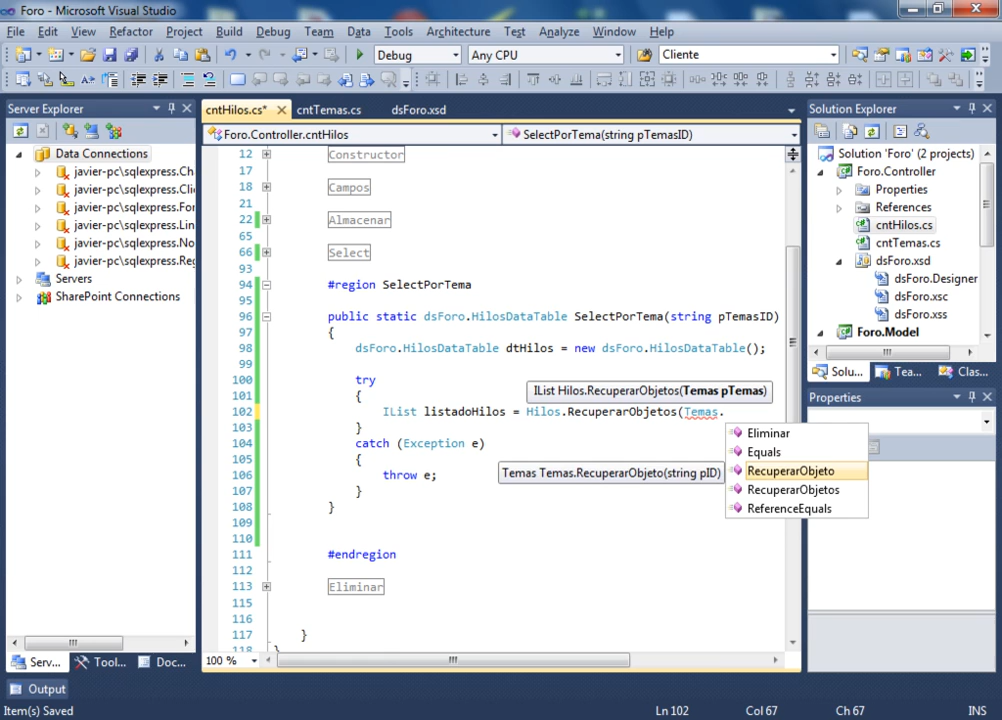 Foro - Microsoft Visual Studio
File Edit View Refactor Project Build Debug Team Data Tools Architecture Test Analyze Window Help
Debug Any CPU Cliente
Server Explorer
Data Connections
javier-pc\sqlexpress.Ch
javier-pc\sqlexpress.Clie
javier-pc\sqlexpress.For
javier-pc\sqlexpress.Lin
javier-pc\sqlexpress.No
javier-pc\sqlexpress.Reg
Servers
SharePoint Connections
Serv... Tool... Doc...
cntHilos.cs* cntTemas.cs dsForo.xsd
Foro.Controller.cntHilos SelectPorTema(string pTemasID)
12 Constructor
17
18 Campos
21
22 Almacenar
65
66 Select
93
94 #region SelectPorTema
95
96 public static dsForo.HilosDataTable SelectPorTema(string pTemasID)
97 {
98 dsForo.HilosDataTable dtHilos = new dsForo.HilosDataTable();
99
100 try
101 {
IList Hilos.RecuperarObjetos(Temas pTemas)
102 IList listadoHilos = Hilos.RecuperarObjetos(Temas.
103 }
104 catch (Exception e)
105 {
106 throw e;
107 }
108 }
109
110
111 #endregion
112
113 Eliminar
115
116
117 }
118 }
Eliminar
Equals
RecuperarObjeto
RecuperarObjetos
ReferenceEquals
Temas Temas.RecuperarObjeto(string pID)
100 %
Solution Explorer
Solution 'Foro' (2 projects)
Foro.Controller
Properties
References
cntHilos.cs
cntTemas.cs
dsForo.xsd
dsForo.Designer
dsForo.xsc
dsForo.xss
Foro.Model
Solu... Tea... Clas...
Properties
Output
Item(s) Saved Ln 102 Col 67 Ch 67 INS